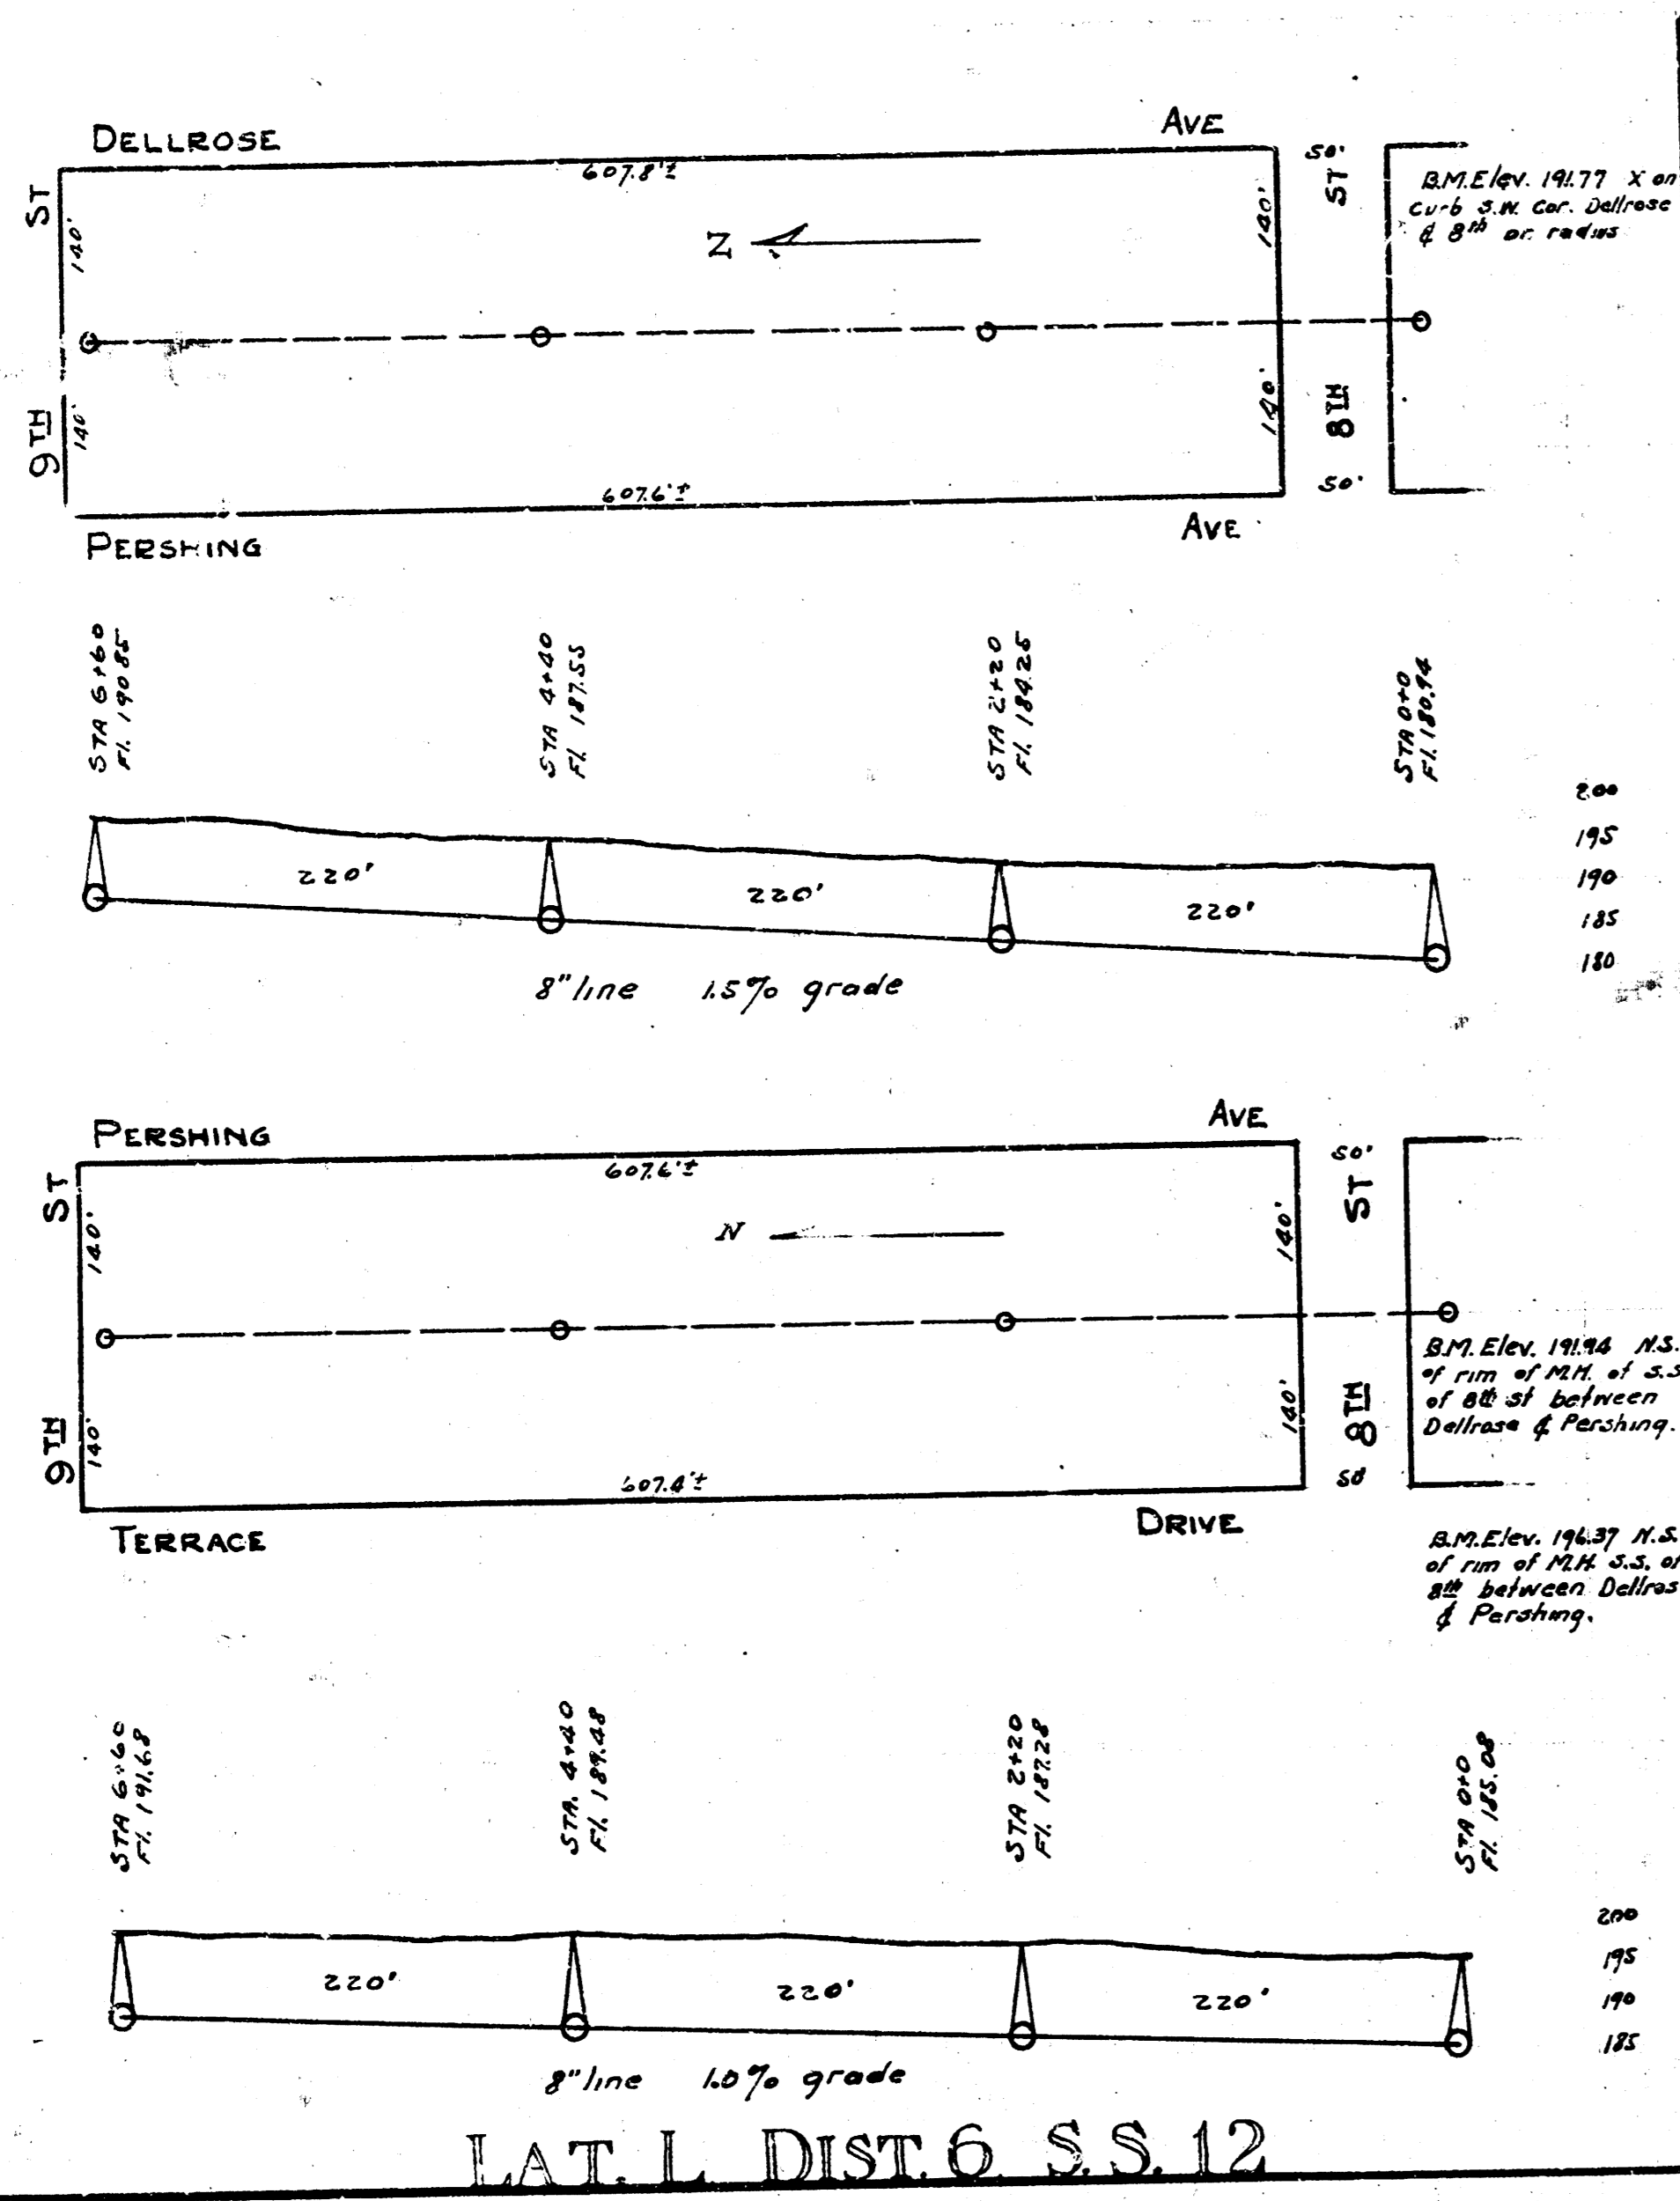 DELLROSE AVE
607.8'±
50'
ST
140'
140'
Z
ST
B.M. Elev. 191.77 X on
Curb S.W. Cor. Dellrose
& 8th on radius
9TH
140'
140'
8TH
50'
607.6'±
PERSHING AVE
STA 6+60
Fl. 190.85
STA 4+40
Fl. 187.55
STA 2+20
Fl. 184.25
STA 0+0
Fl. 180.94
200
195
190
185
180
220'
220'
220'
8" line 1.5% grade
PERSHING AVE
607.6'±
50'
ST
140'
140'
N
ST
9TH
140'
140'
8TH
50'
B.M. Elev. 191.94 N.S.
of rim of M.H. of S.S
of 8th st between
Dellrose & Pershing.
607.4'±
TERRACE DRIVE
B.M. Elev. 196.37 N.S.
of rim of M.H. S.S. of
8th between Dellros
& Pershing.
STA 6+60
Fl. 191.68
STA. 4+40
Fl. 189.48
STA 2+20
Fl. 187.28
STA 0+0
Fl. 185.08
200
195
190
185
220'
220'
220'
8" line 1.0% grade
LAT. L DIST. 6 S.S. 12